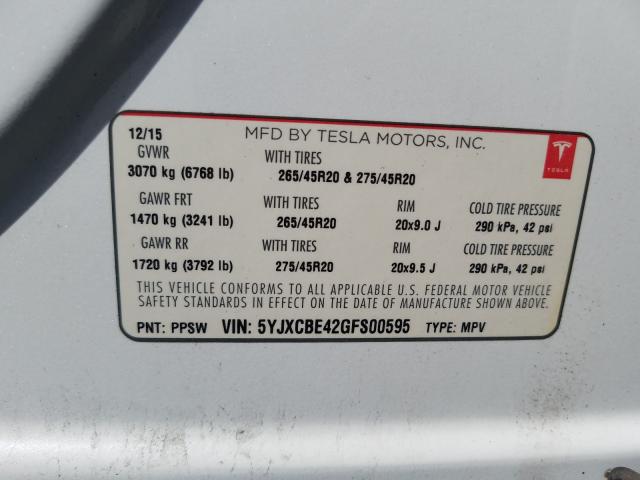 12/15 MFD BY TESLA MOTORS, INC.
GVWR WITH TIRES
3070 kg (6768 lb) 265/45R20 & 275/45R20
TESLA
GAWR FRT WITH TIRES RIM COLD TIRE PRESSURE
1470 kg (3241 lb) 265/45R20 20x9.0 J 290 kPa, 42 psi
GAWR RR WITH TIRES RIM COLD TIRE PRESSURE
1720 kg (3792 lb) 275/45R20 20x9.5 J 290 kPa, 42 psi
THIS VEHICLE CONFORMS TO ALL APPLICABLE U.S. FEDERAL MOTOR VEHICLE
SAFETY STANDARDS IN EFFECT ON THE DATE OF MANUFACTURE SHOWN ABOVE.
PNT: PPSW VIN: 5YJXCBE42GFS00595 TYPE: MPV